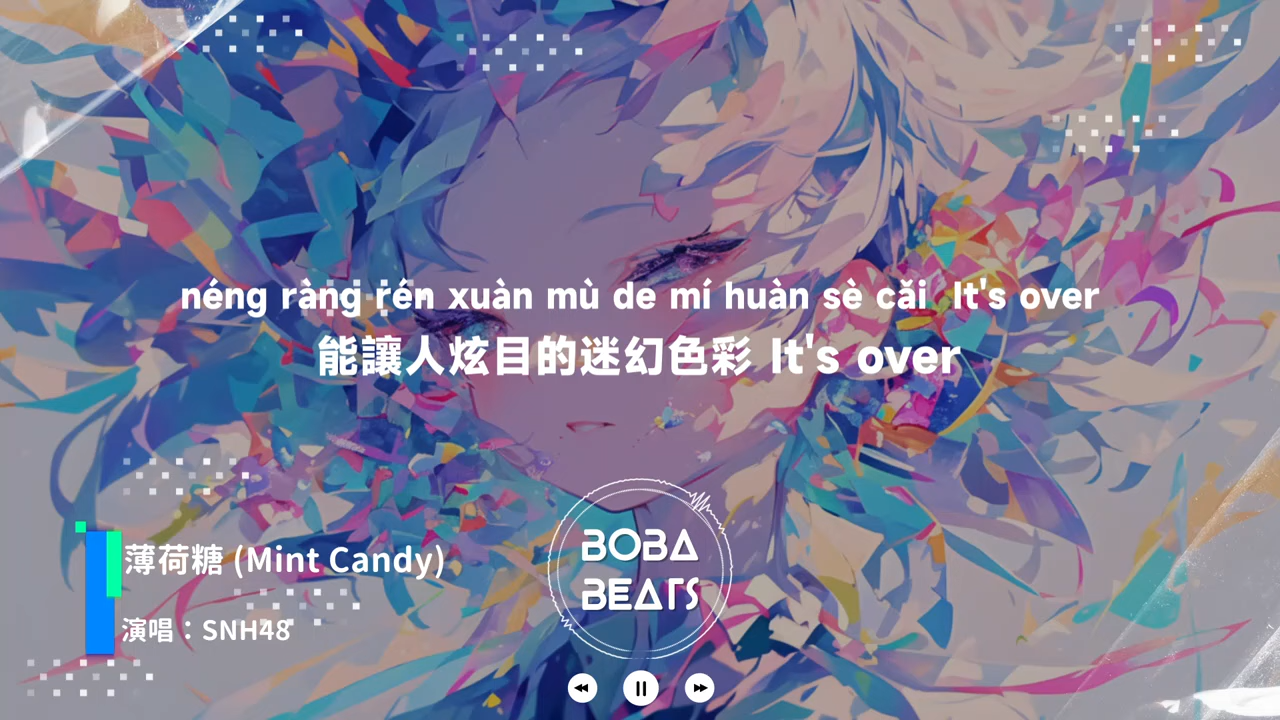 néng ràng rén xuàn mù de mí huàn sè cǎi It's over
能讓人炫目的迷幻色彩 It's over
薄荷糖 (Mint Candy)
演唱：SNH48
BOBA
BEATS